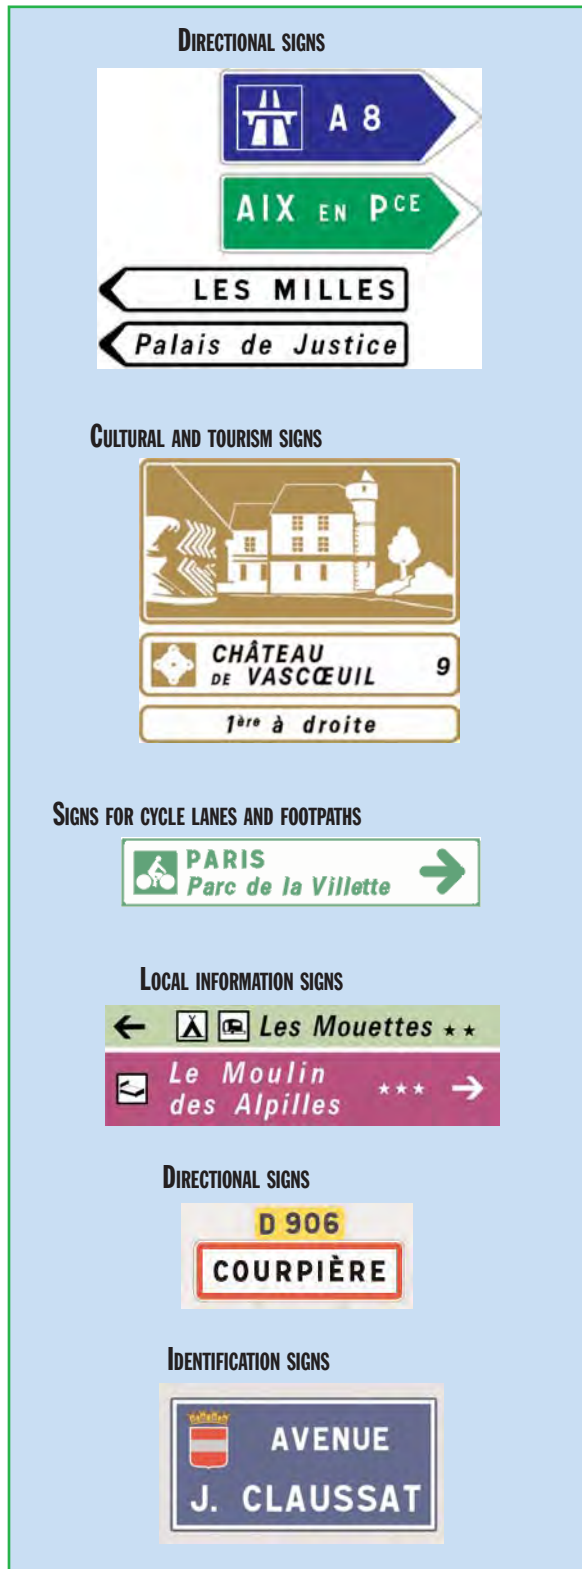 DIRECTIONAL SIGNS
A 8
AIX EN PCE
LES MILLES
Palais de Justice
CULTURAL AND TOURISM SIGNS
CHÂTEAU
DE VASCŒUIL 9
1ère à droite
SIGNS FOR CYCLE LANES AND FOOTPATHS
PARIS
Parc de la Villette
LOCAL INFORMATION SIGNS
Les Mouettes ★ ★
Le Moulin
des Alpilles ★★★
DIRECTIONAL SIGNS
D 906
COURPIÈRE
IDENTIFICATION SIGNS
AVENUE
J. CLAUSSAT